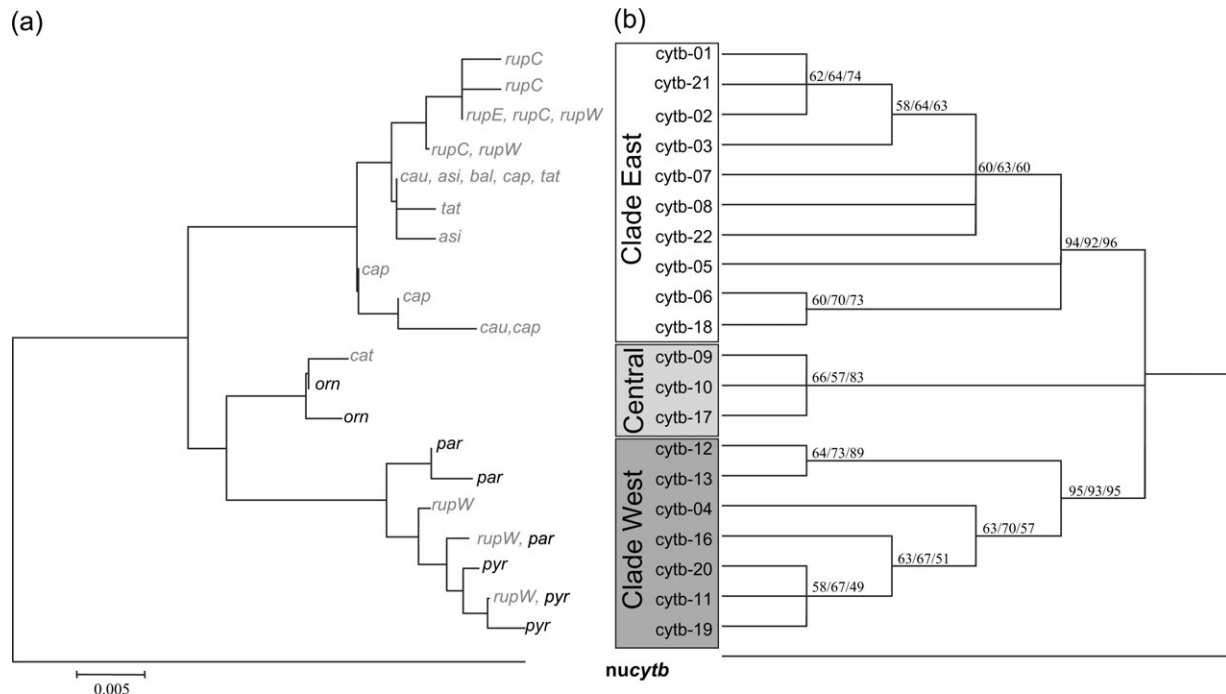 (a)
rupC
rupC
rupE, rupC, rupW
rupC, rupW
cau, asi, bal, cap, tat
tat
asi
cap
cap
cau,cap
cat
orn
orn
par
par
rupW
rupW, par
pyr
rupW, pyr
pyr
0.005
(b)
Clade East
cytb-01
cytb-21
cytb-02
cytb-03
cytb-07
cytb-08
cytb-22
cytb-05
cytb-06
cytb-18
62/64/74
58/64/63
60/63/60
94/92/96
60/70/73
Central
cytb-09
cytb-10
cytb-17
66/57/83
Clade West
cytb-12
cytb-13
cytb-04
cytb-16
cytb-20
cytb-11
cytb-19
64/73/89
95/93/95
63/70/57
63/67/51
58/67/49
nucytb